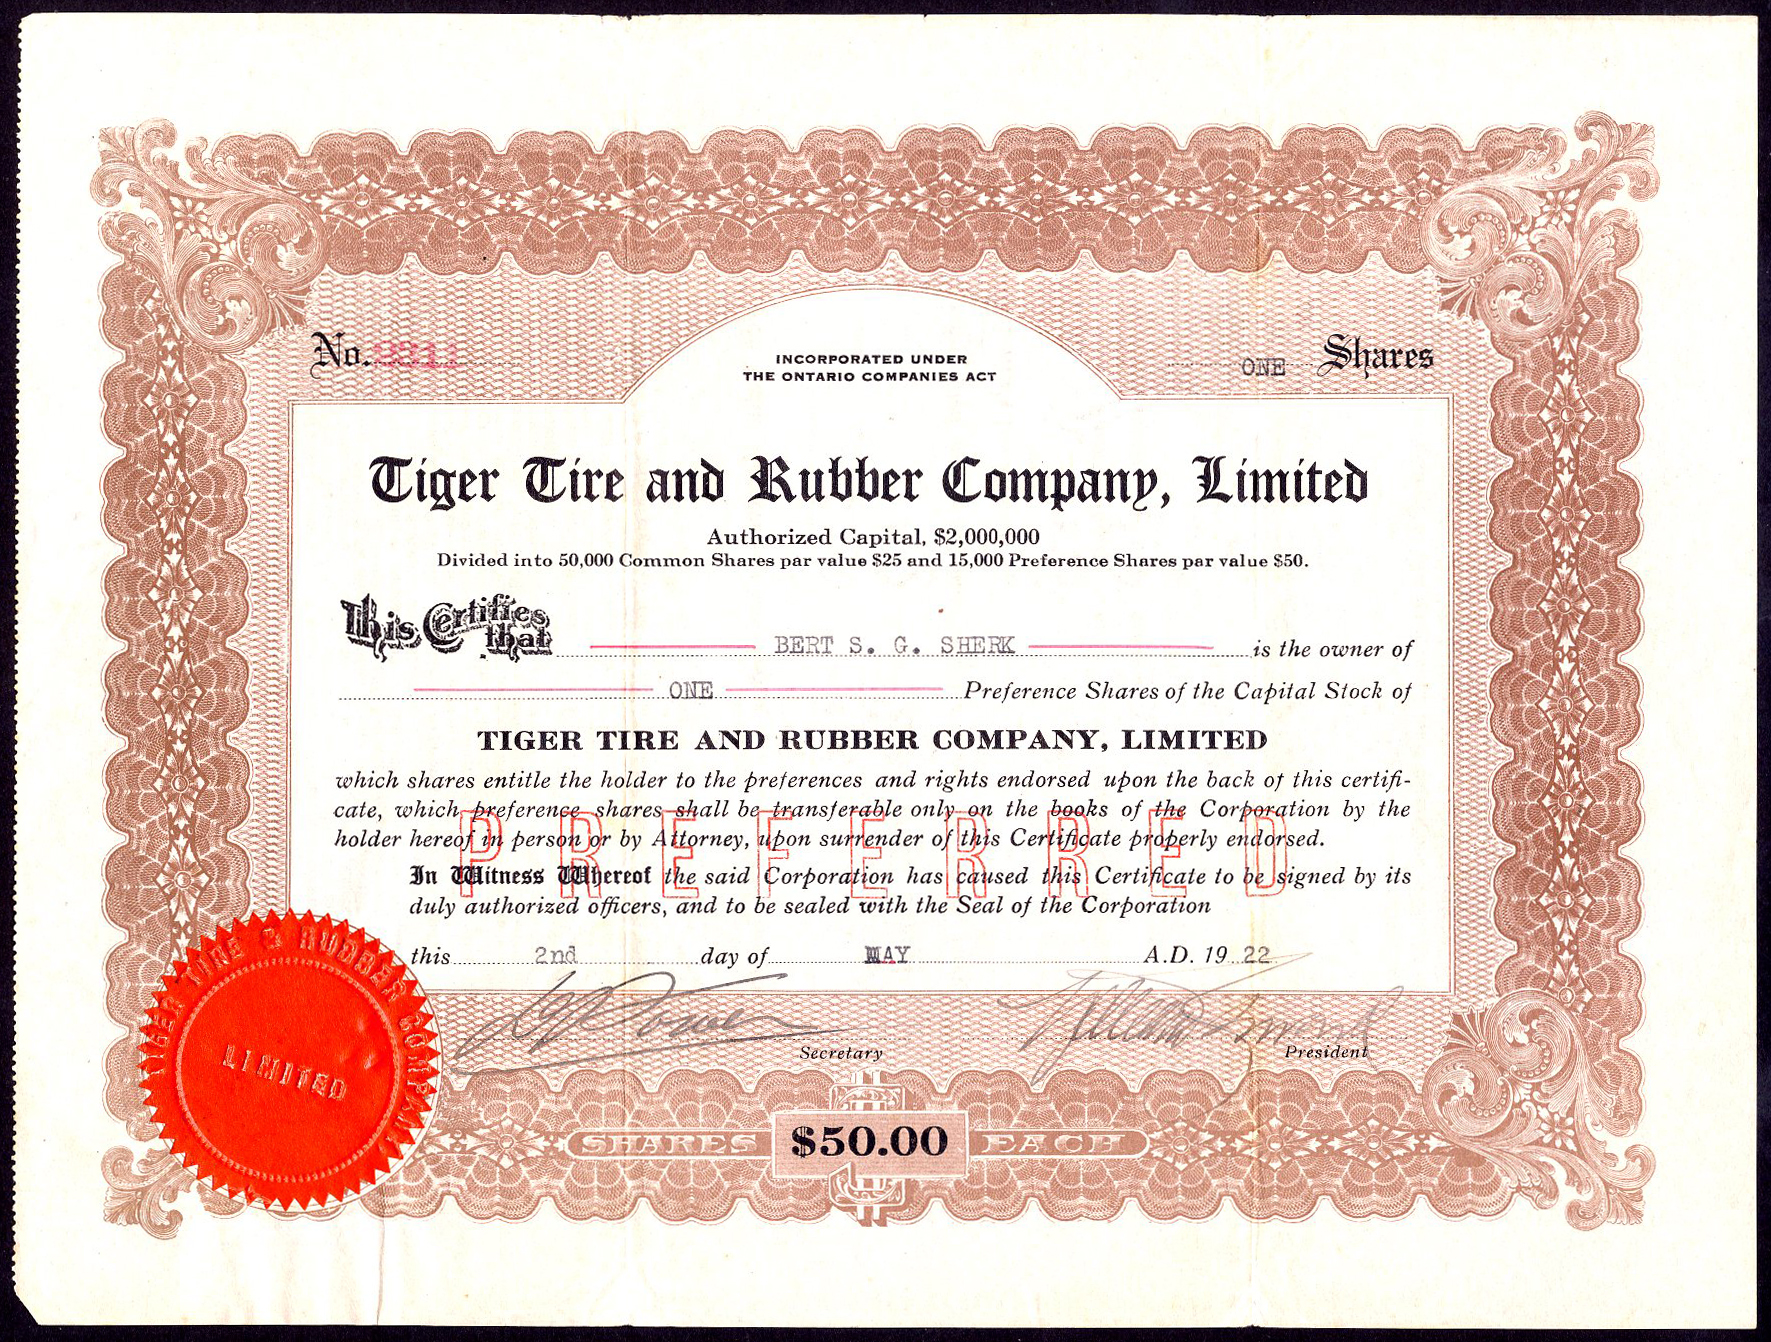 No. ONE Shares
INCORPORATED UNDER
THE ONTARIO COMPANIES ACT
Tiger Tire and Rubber Company, Limited
Authorized Capital, $2,000,000
Divided into 50,000 Common Shares par value $25 and 15,000 Preference Shares par value $50.
This Certifies that BERT S. G. SHERK is the owner of
ONE Preference Shares of the Capital Stock of
TIGER TIRE AND RUBBER COMPANY, LIMITED
which shares entitle the holder to the preferences and rights endorsed upon the back of this certifi-
cate, which preference shares shall be transferable only on the books of the Corporation by the
holder hereof in person or by Attorney, upon surrender of this Certificate properly endorsed.
PREFERRED
In Witness Whereof the said Corporation has caused this Certificate to be signed by its
duly authorized officers, and to be sealed with the Seal of the Corporation
this 2nd day of MAY A.D. 1922
Secretary
President
TIGER TIRE & RUBBER COMPANY
LIMITED
SHARES $50.00 EACH